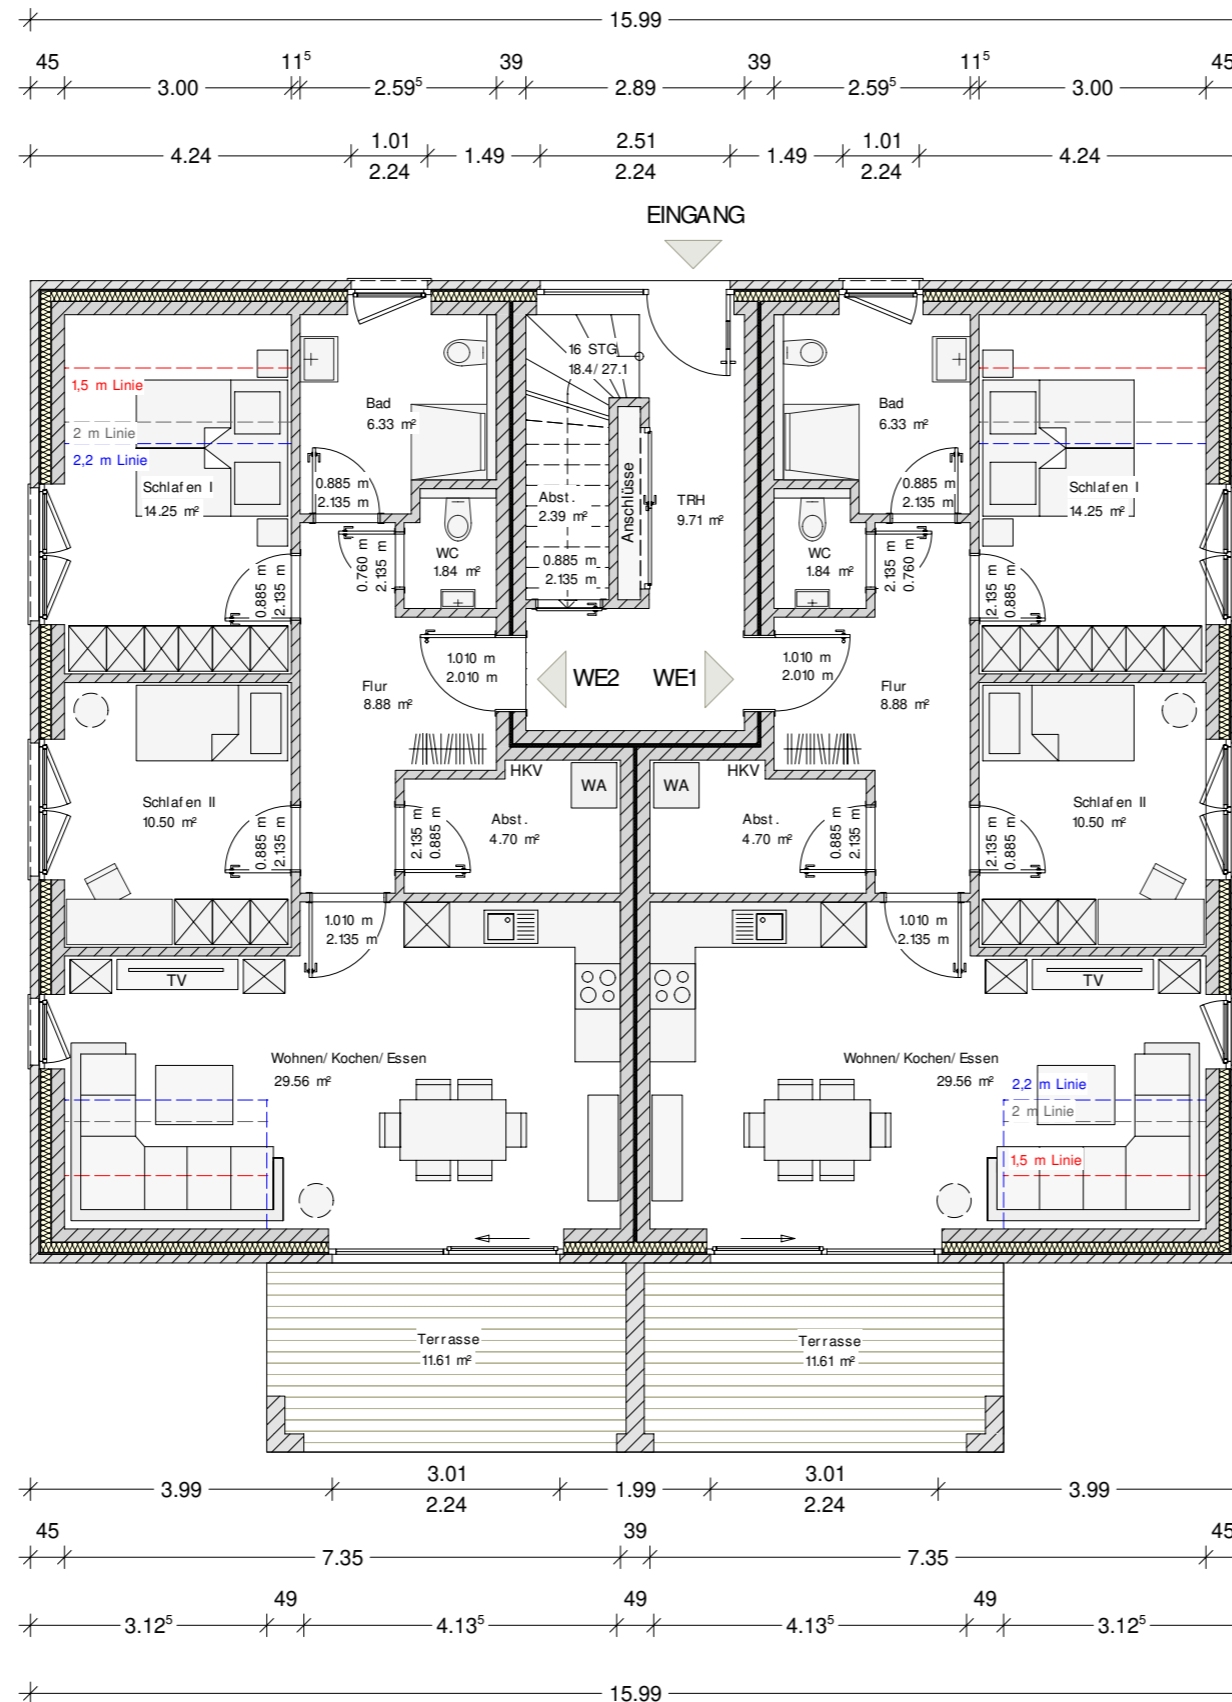 15.99
45 3.00 11⁵ 2.59⁵ 39 2.89 39 2.59⁵ 11⁵ 3.00 45
4.24 1.01 1.49 2.51 1.49 1.01 4.24
2.24 2.24 2.24
EINGANG
16 STG
18.4/ 27.1
1,5 m Linie
2 m Linie
2,2 m Linie
Schlafen I
14.25 m²
Bad
6.33 m²
0.885 m
2.135 m
Abst.
2.39 m²
0.885 m
2.135 m
Anschlüsse
TRH
9.71 m²
Bad
6.33 m²
0.885 m
2.135 m
Schlafen I
14.25 m²
WC
1.84 m²
0.760 m
2.135 m
WC
1.84 m²
2.135 m
0.760 m
0.885 m
2.135 m
2.135 m
0.885 m
1.010 m
2.010 m
WE2
WE1
1.010 m
2.010 m
Flur
8.88 m²
Flur
8.88 m²
HKV
WA
WA
HKV
Schlafen II
10.50 m²
0.885 m
2.135 m
2.135 m
0.885 m
Abst.
4.70 m²
Abst.
4.70 m²
0.885 m
2.135 m
2.135 m
0.885 m
Schlafen II
10.50 m²
1.010 m
2.135 m
1.010 m
2.135 m
TV
TV
Wohnen/ Kochen/ Essen
29.56 m²
Wohnen/ Kochen/ Essen
29.56 m²
2,2 m Linie
2 m Linie
1,5 m Linie
Terrasse
11.61 m²
Terrasse
11.61 m²
3.99 3.01 1.99 3.01 3.99
2.24 2.24
45 7.35 39 7.35 45
3.12⁵ 49 4.13⁵ 49 4.13⁵ 49 3.12⁵
15.99